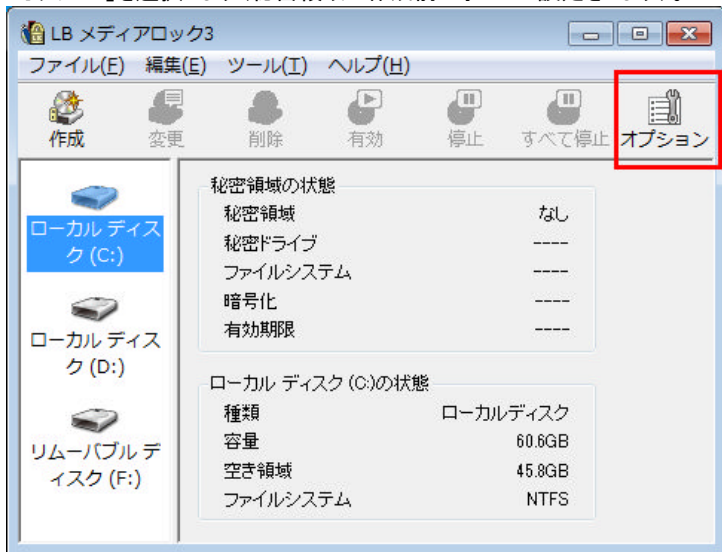 LB メディアロック3
ファイル(F) 編集(E) ツール(T) ヘルプ(H)
作成 変更 削除 有効 停止 すべて停止 オプション
ローカル ディス
ク (C:)
ローカル ディス
ク (D:)
リムーバブル デ
ィスク (F:)
秘密領域の状態
秘密領域 なし
秘密ドライブ ----
ファイルシステム ----
暗号化 ----
有効期限 ----
ローカル ディスク (C:)の状態
種類 ローカルディスク
容量 60.6GB
空き領域 45.8GB
ファイルシステム NTFS